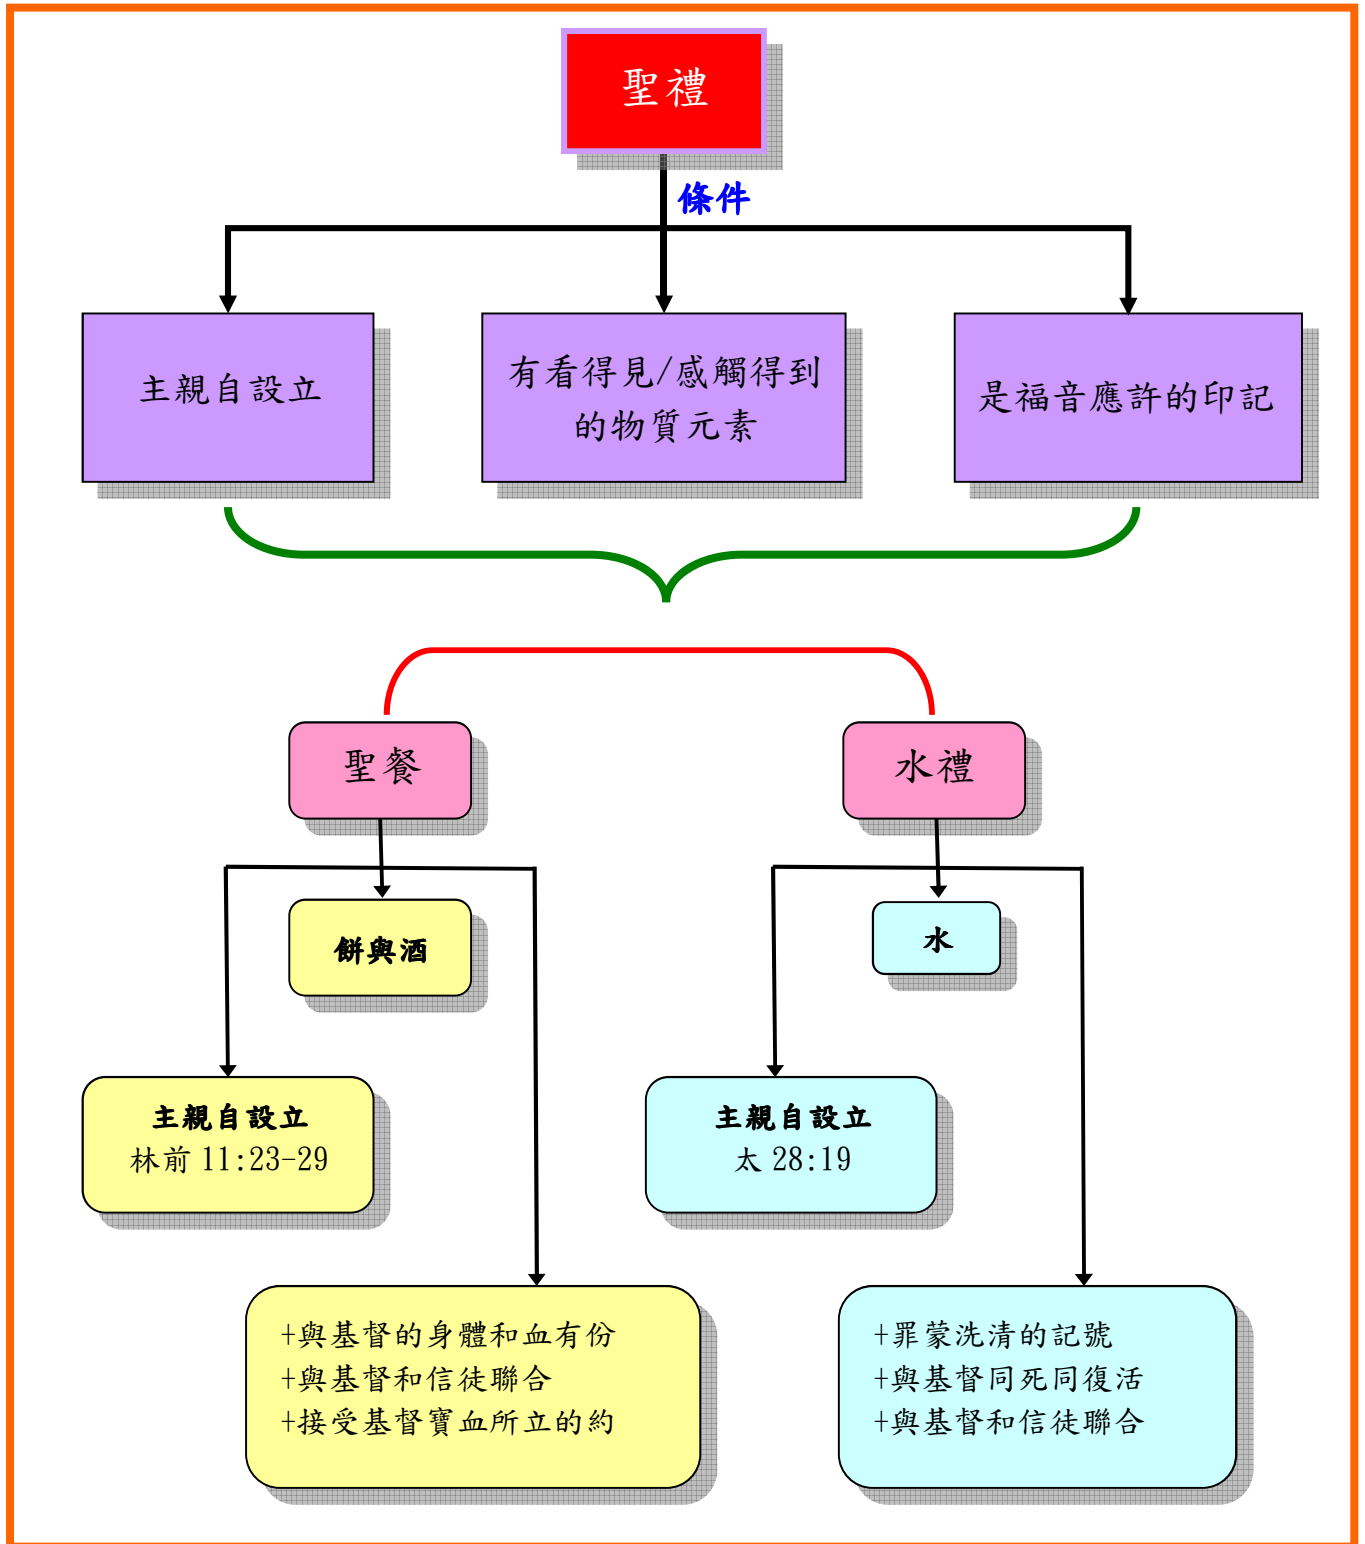 聖禮
條件
主親自設立
有看得見/感觸得到
的物質元素
是福音應許的印記
聖餐
水禮
餅與酒
水
主親自設立
林前 11:23-29
主親自設立
太 28:19
+與基督的身體和血有份
+與基督和信徒聯合
+接受基督寶血所立的約
+罪蒙洗清的記號
+與基督同死同復活
+與基督和信徒聯合